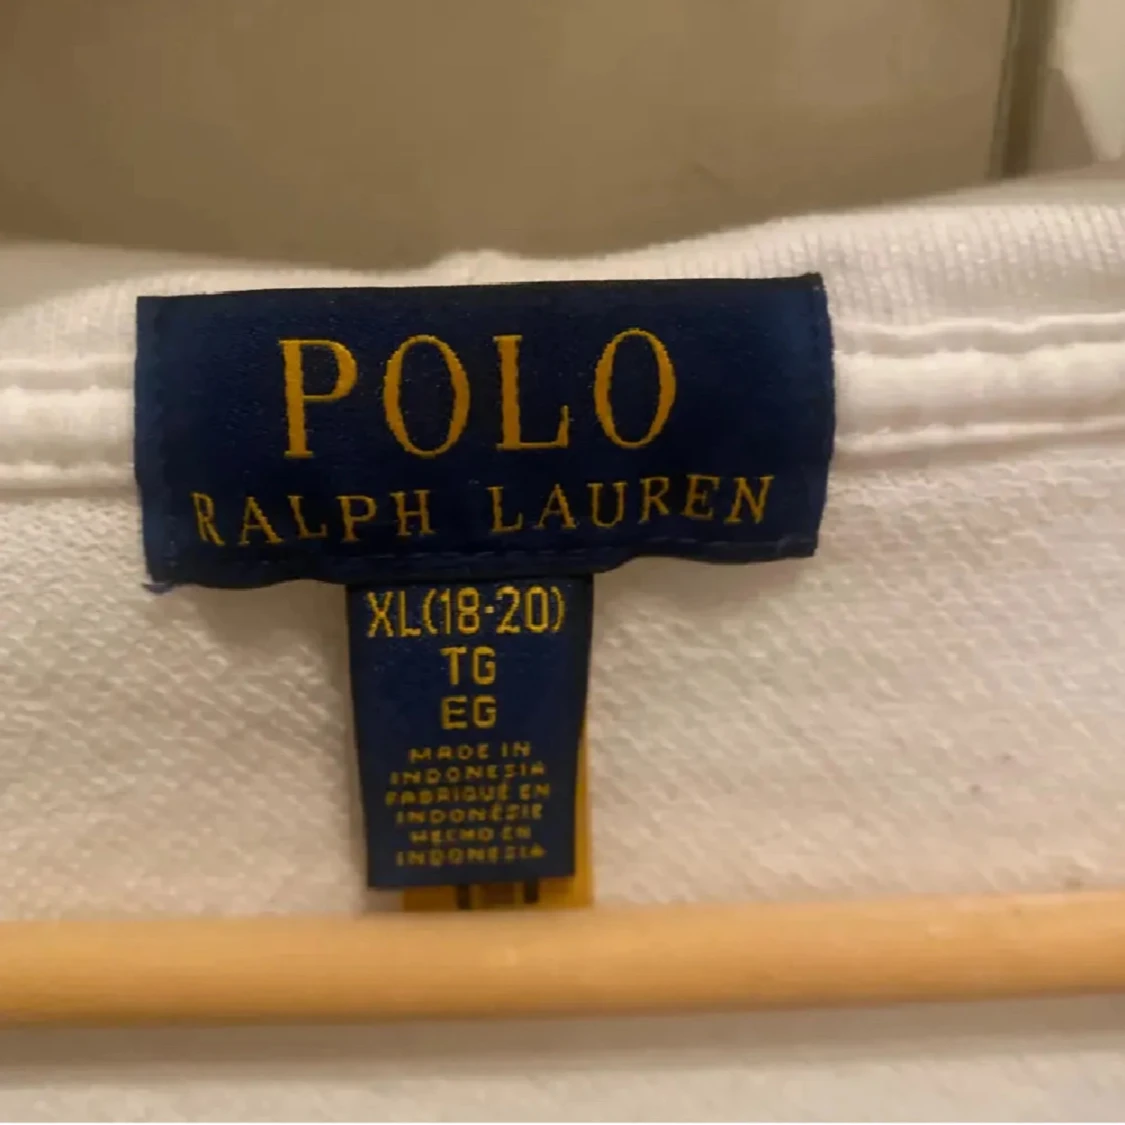 POLO
RALPH LAUREN
XL(18-20)
TG
EG
MADE IN
INDONESIA
FABRIQUÉ EN
INDONÉSIE
HECHO EN
INDONESIA